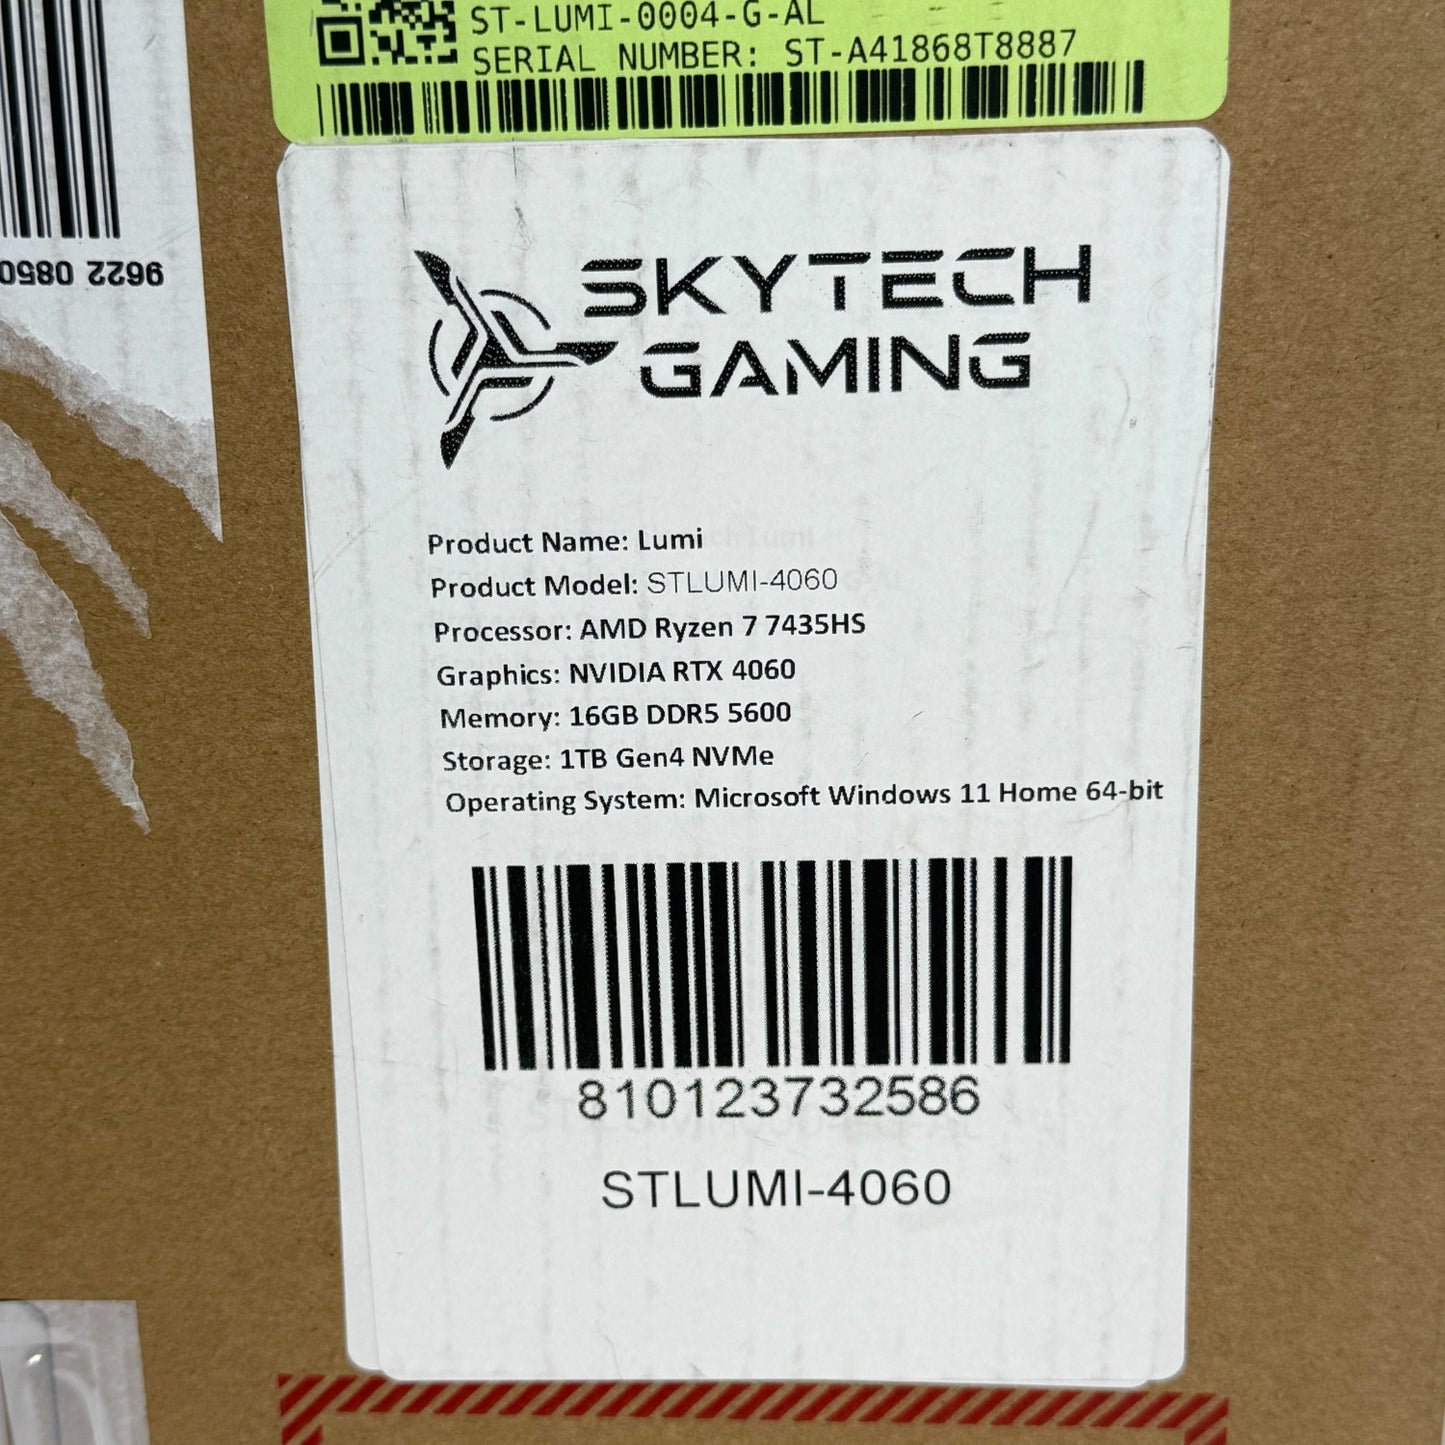 ST-LUMI-0004-G-AL
SERIAL NUMBER: ST-A41868T8887
9622 0850
SKYTECH
GAMING
Product Name: Lumi
Product Model: STLUMI-4060
Processor: AMD Ryzen 7 7435HS
Graphics: NVIDIA RTX 4060
Memory: 16GB DDR5 5600
Storage: 1TB Gen4 NVMe
Operating System: Microsoft Windows 11 Home 64-bit
810123732586
STLUMI-4060